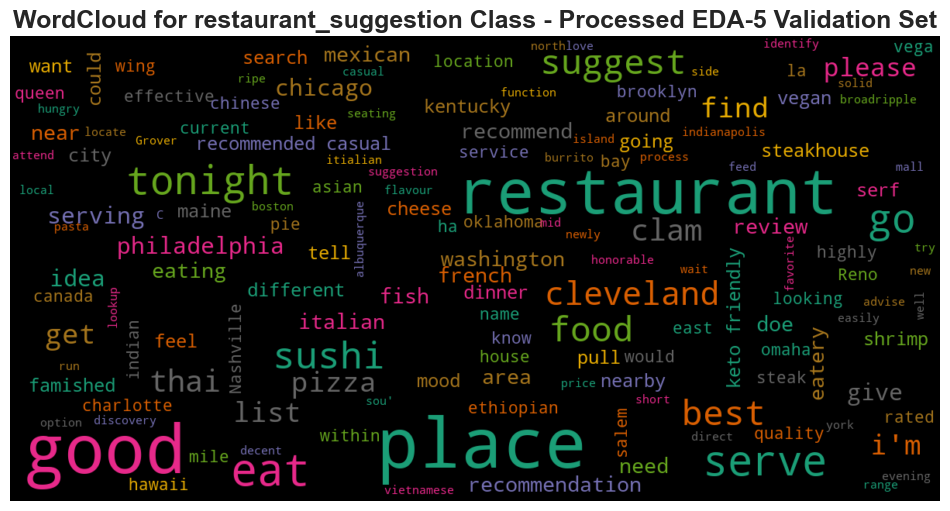 WordCloud for restaurant_suggestion Class - Processed EDA-5 Validation Set
want could wing search mexican location suggest northlove side identify vega please
queen effective ripe casual chicago function la solid
hungry chinese seating kentucky around brooklyn find vegan broadripple
near locate Grover current like recommend going island indianapolis
attend city recommended casual service bay process steakhouse
itialian burrito feed mall
local tonight asian suggestion flavour restaurant serf
serving C maine boston pie cheese ha oklahoma mid clam review go
pasta philadelphia tell albuquerque newly highly try
idea eating washington honorable wait favorite Reno new
canada lookup different french fish dinner cleveland keto friendly looking advise well
get indian Nashville italian name food east doe easily
run feel sushi know omaha eatery shrimp
famished thai pizza mood house area pull would nearby steak give
charlotte list sou' price short rated
option discovery ethiopian salem best direct quality york i'm
good mile decent within place need serve evening
hawaii eat vietnamese recommendation range